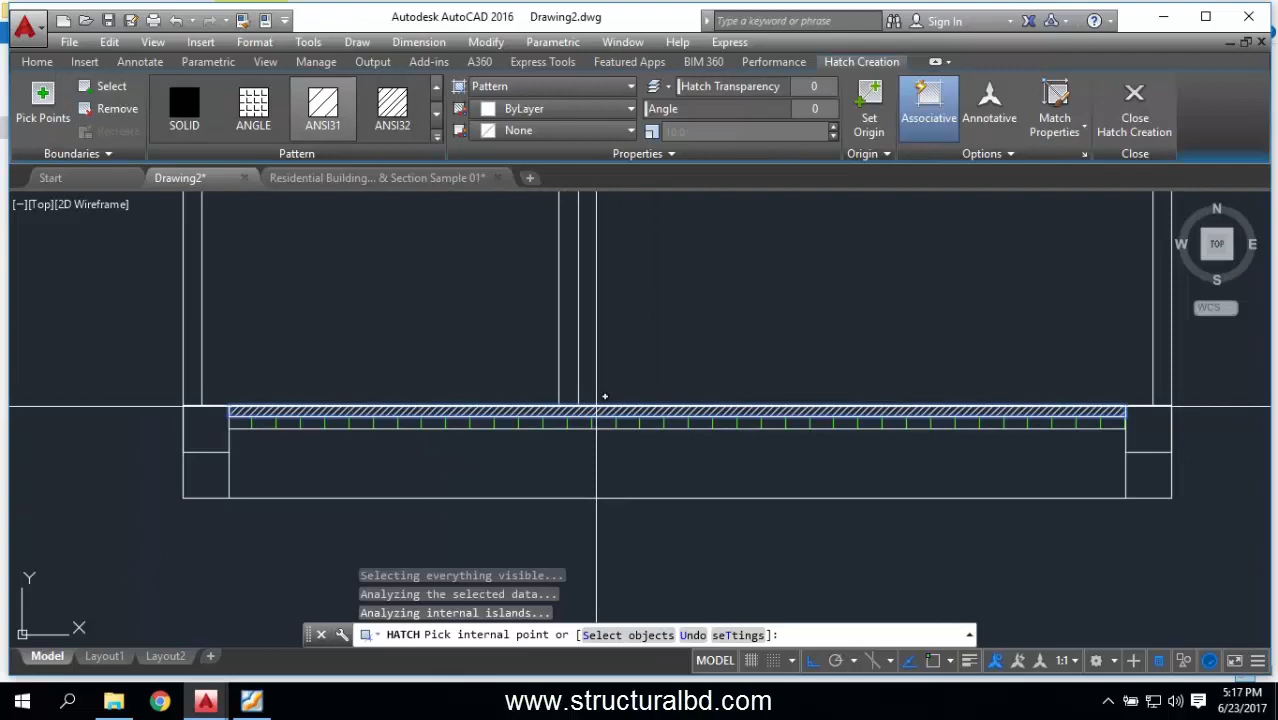 Autodesk AutoCAD 2016 Drawing2.dwg
Type a keyword or phrase
Sign In
File Edit View Insert Format Tools Draw Dimension Modify Parametric Window Help Express
Home Insert Annotate Parametric View Manage Output Add-ins A360 Express Tools Featured Apps BIM 360 Performance Hatch Creation
Pick Points
Select
Remove
Recreate
Boundaries
SOLID ANGLE ANSI31 ANSI32
Pattern
Pattern
ByLayer
None
Hatch Transparency 0
Angle 0
10.0
Properties
Set Origin
Origin
Associative
Annotative
Match Properties
Options
Close Hatch Creation
Close
Start Drawing2* Residential Building... & Section Sample 01*
[−][Top][2D Wireframe]
N
W TOP E
S
WCS
Y
X
Selecting everything visible...
Analyzing the selected data...
Analyzing internal islands...
HATCH Pick internal point or [Select objects Undo seTtings]:
Model Layout1 Layout2
MODEL 1:1
www.structuralbd.com
5:17 PM
6/23/2017